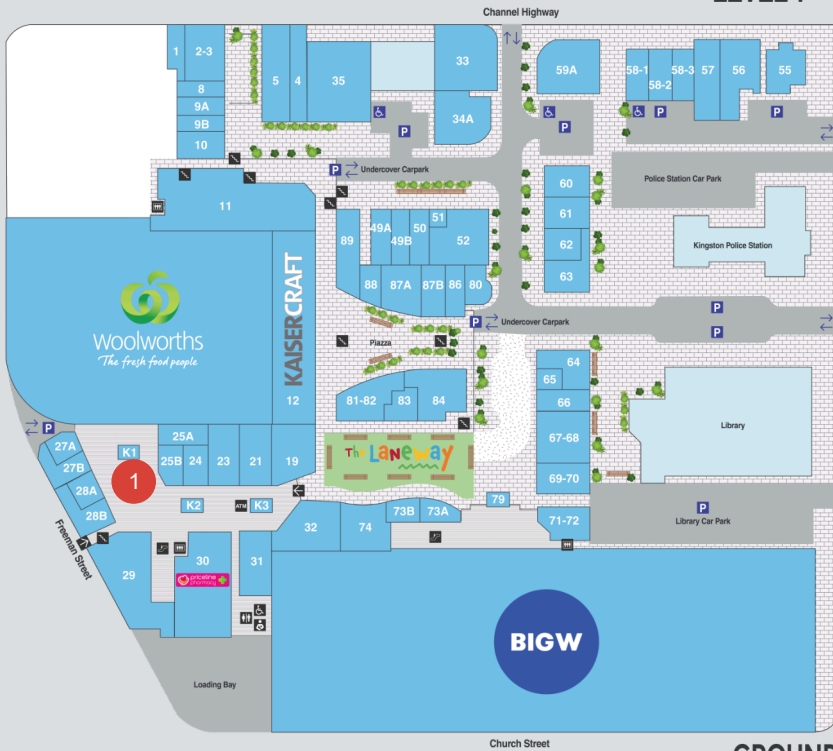 Channel Highway
1
2-3
8
9A
9B
10
5
4
35
33
34A
59A
58-1
58-2
58-3
57
56
55
P
P
P
P
P
Undercover Carpark
Police Station Car Park
11
60
61
62
63
Kingston Police Station
89
49A
49B
50
51
52
88
87A
87B
86
80
P
Undercover Carpark
P
P
Woolworths
The fresh food people
KAISERCRAFT
12
Piazza
81-82
83
84
64
65
66
67-68
69-70
Library
P
27A
27B
28A
28B
K1
1
25A
25B
24
23
21
19
The Laneway
K2
ATM
K3
32
74
73B
73A
79
71-72
P
Library Car Park
Freeman Street
29
30
priceline
pharmacy
31
BIGW
Loading Bay
Church Street